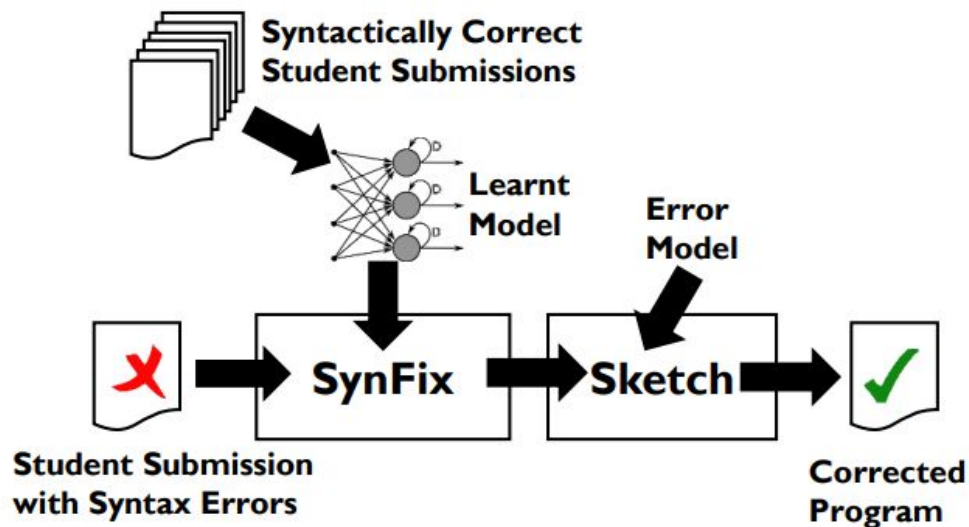 Syntactically Correct
Student Submissions
D
D
D
Learnt
Model
Error
Model
SynFix
Sketch
Student Submission
with Syntax Errors
Corrected
Program